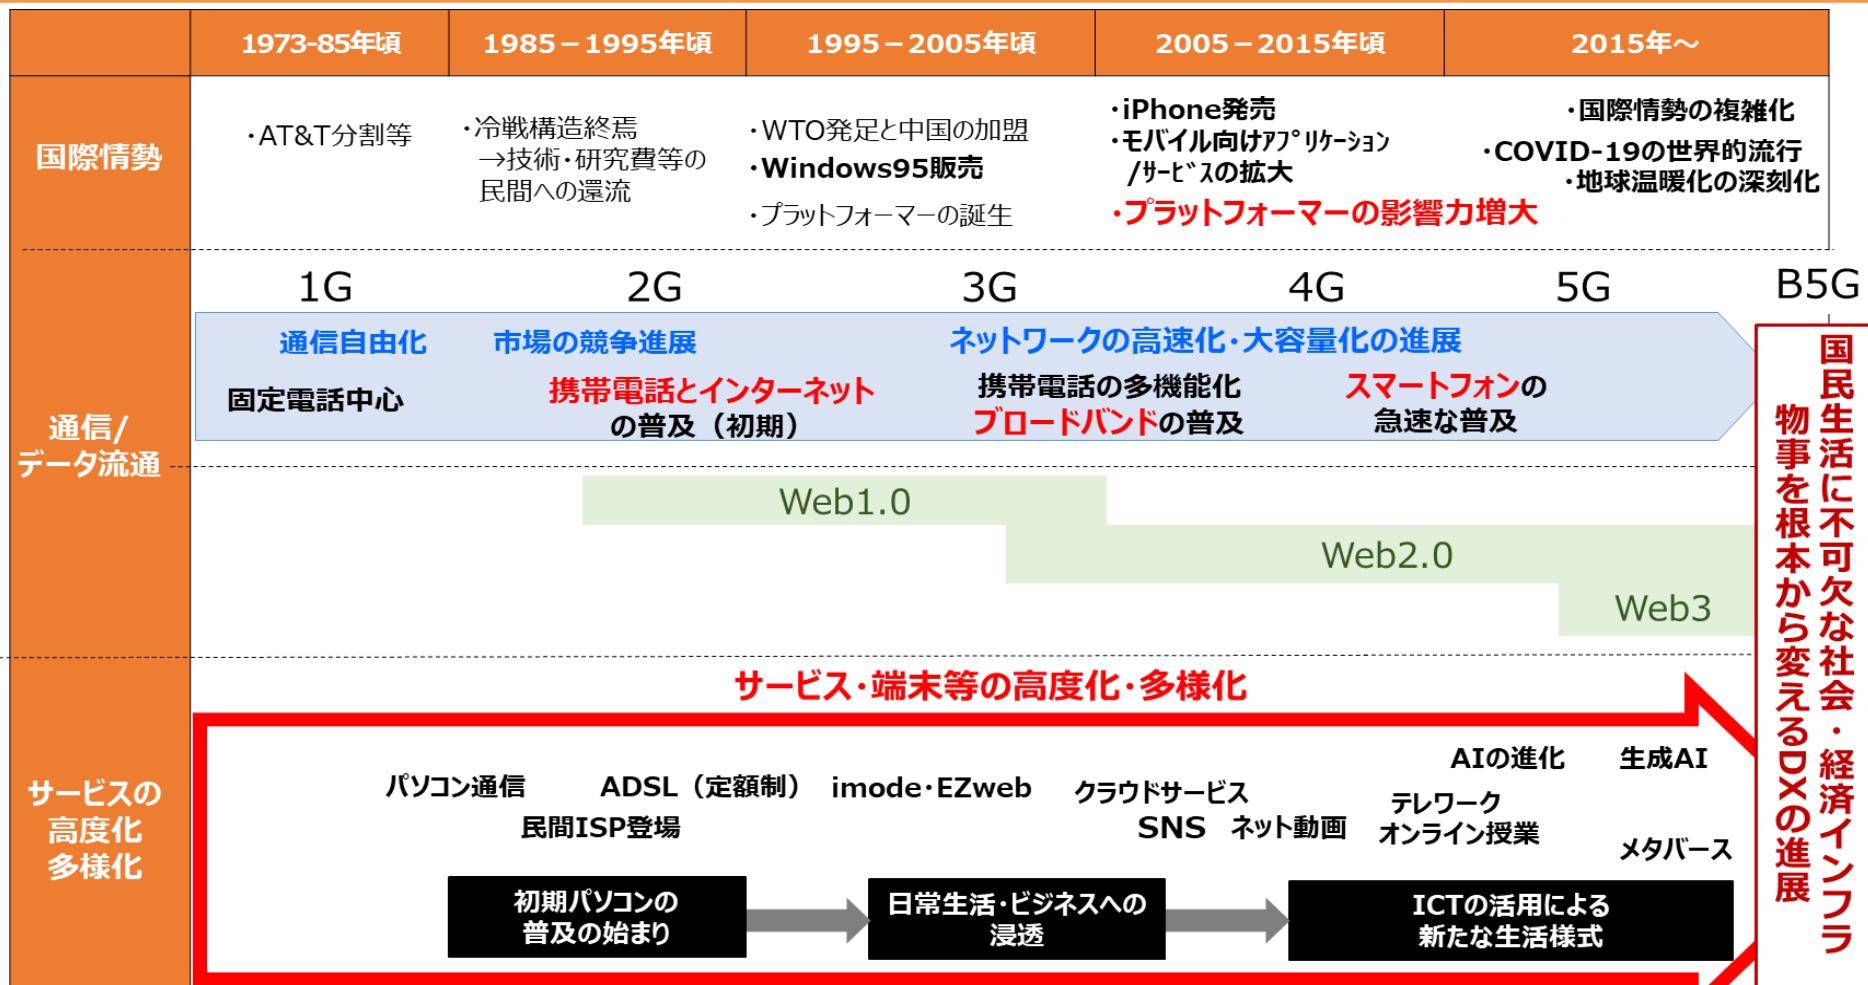 1973-85年頃
1985－1995年頃
1995－2005年頃
2005－2015年頃
2015年～
国際情勢
・AT&T分割等
・冷戦構造終焉
→技術・研究費等の
民間への還流
・WTO発足と中国の加盟
・Windows95販売
・プラットフォーマーの誕生
・iPhone発売
・モバイル向けｱﾌﾟﾘｹｰｼｮﾝ
/ｻｰﾋﾞｽの拡大
・プラットフォーマーの影響力増大
・国際情勢の複雑化
・COVID-19の世界的流行
・地球温暖化の深刻化
通信/
データ流通
1G
2G
3G
4G
5G
B5G
通信自由化
市場の競争進展
ネットワークの高速化・大容量化の進展
固定電話中心
携帯電話とインターネット
の普及（初期）
携帯電話の多機能化
ブロードバンドの普及
スマートフォンの
急速な普及
Web1.0
Web2.0
Web3
サービスの
高度化
多様化
サービス・端末等の高度化・多様化
パソコン通信
ADSL（定額制）
民間ISP登場
imode・EZweb
クラウドサービス
SNS ネット動画
AIの進化
生成AI
テレワーク
オンライン授業
メタバース
初期パソコンの
普及の始まり
日常生活・ビジネスへの
浸透
ICTの活用による
新たな生活様式
国民生活に不可欠な社会・経済インフラ
物事を根本から変えるDXの進展